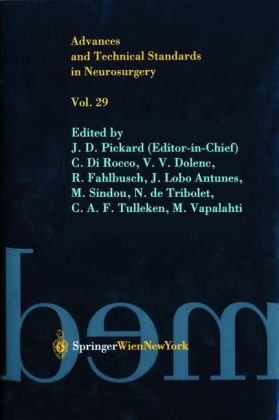 Advances
and Technical Standards
in Neurosurgery
Vol. 29
Edited by
J. D. Pickard (Editor-in-Chief)
C. Di Rocco, V. V. Dolenc,
R. Fahlbusch, J. Lobo Antunes,
M. Sindou, N. de Tribolet,
C. A. F. Tulleken, M. Vapalahti
bem
SpringerWienNewYork